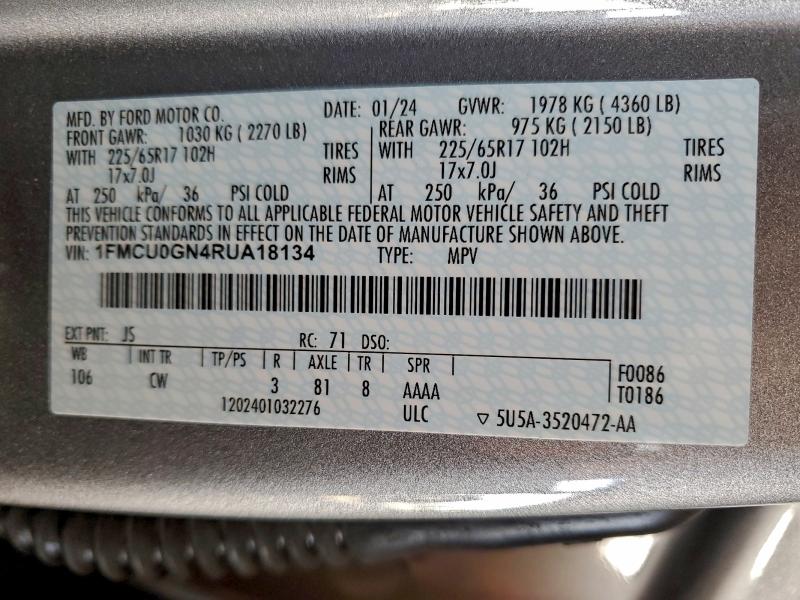 MFD. BY FORD MOTOR CO. DATE: 01/24 GVWR: 1978 KG ( 4360 LB)
FRONT GAWR: 1030 KG ( 2270 LB) REAR GAWR: 975 KG ( 2150 LB)
WITH 225/65R17 102H TIRES WITH 225/65R17 102H TIRES
17x7.0J RIMS 17x7.0J RIMS
AT 250 kPa/ 36 PSI COLD AT 250 kPa/ 36 PSI COLD
THIS VEHICLE CONFORMS TO ALL APPLICABLE FEDERAL MOTOR VEHICLE SAFETY AND THEFT
PREVENTION STANDARDS IN EFFECT ON THE DATE OF MANUFACTURE SHOWN ABOVE.
VIN: 1FMCU0GN4RUA18134 TYPE: MPV
EXT PNT: J5 RC: 71 DSO:
WB INT TR TP/PS R AXLE TR SPR F0086
106 CW 3 81 8 AAAA T0186
1202401032276 ULC ▽ 5U5A-3520472-AA